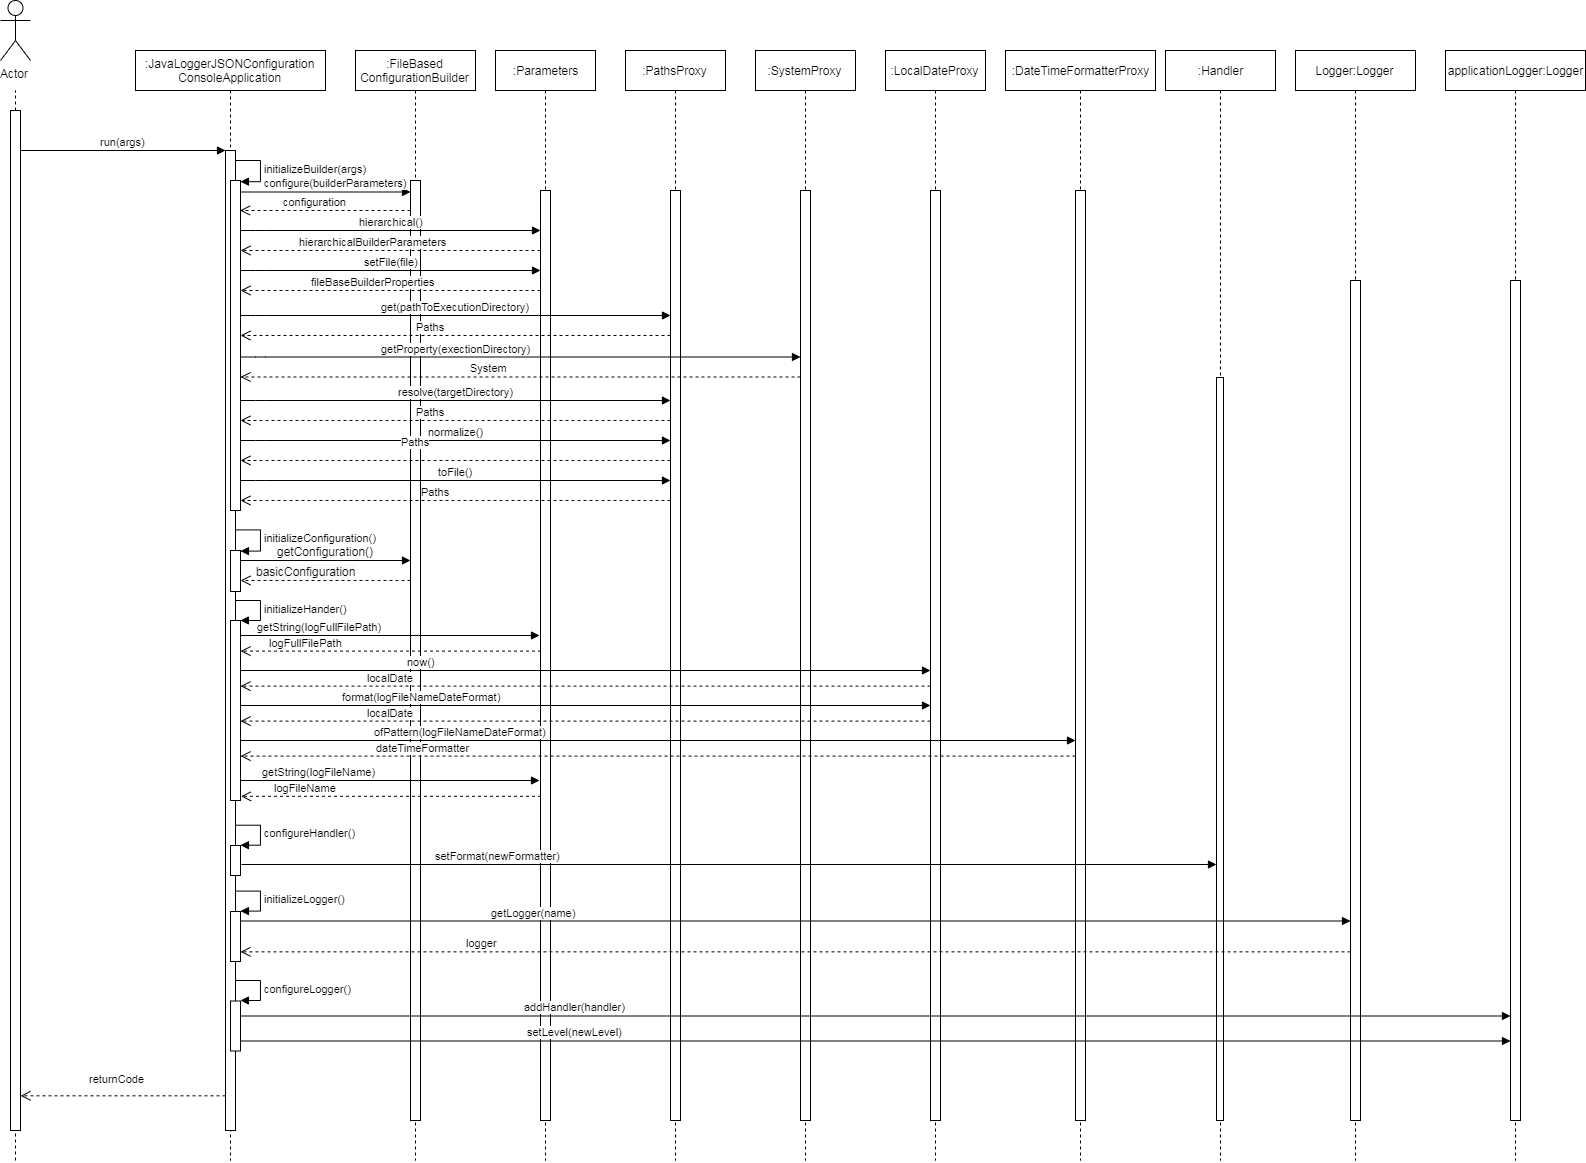 Actor
:JavaLoggerJSONConfiguration
ConsoleApplication
:FileBased
ConfigurationBuilder
:Parameters
:PathsProxy
:SystemProxy
:LocalDateProxy
:DateTimeFormatterProxy
:Handler
Logger:Logger
applicationLogger:Logger
run(args)
initializeBuilder(args)
configure(builderParameters)
configuration
hierarchical()
hierarchicalBuilderParameters
setFile(file)
fileBaseBuilderProperties
get(pathToExecutionDirectory)
Paths
getProperty(exectionDirectory)
System
resolve(targetDirectory)
Paths
normalize()
Paths
toFile()
Paths
initializeConfiguration()
getConfiguration()
basicConfiguration
initializeHander()
getString(logFullFilePath)
logFullFilePath
now()
localDate
format(logFileNameDateFormat)
localDate
ofPattern(logFileNameDateFormat)
dateTimeFormatter
getString(logFileName)
logFileName
configureHandler()
setFormat(newFormatter)
initializeLogger()
getLogger(name)
logger
configureLogger()
addHandler(handler)
setLevel(newLevel)
returnCode